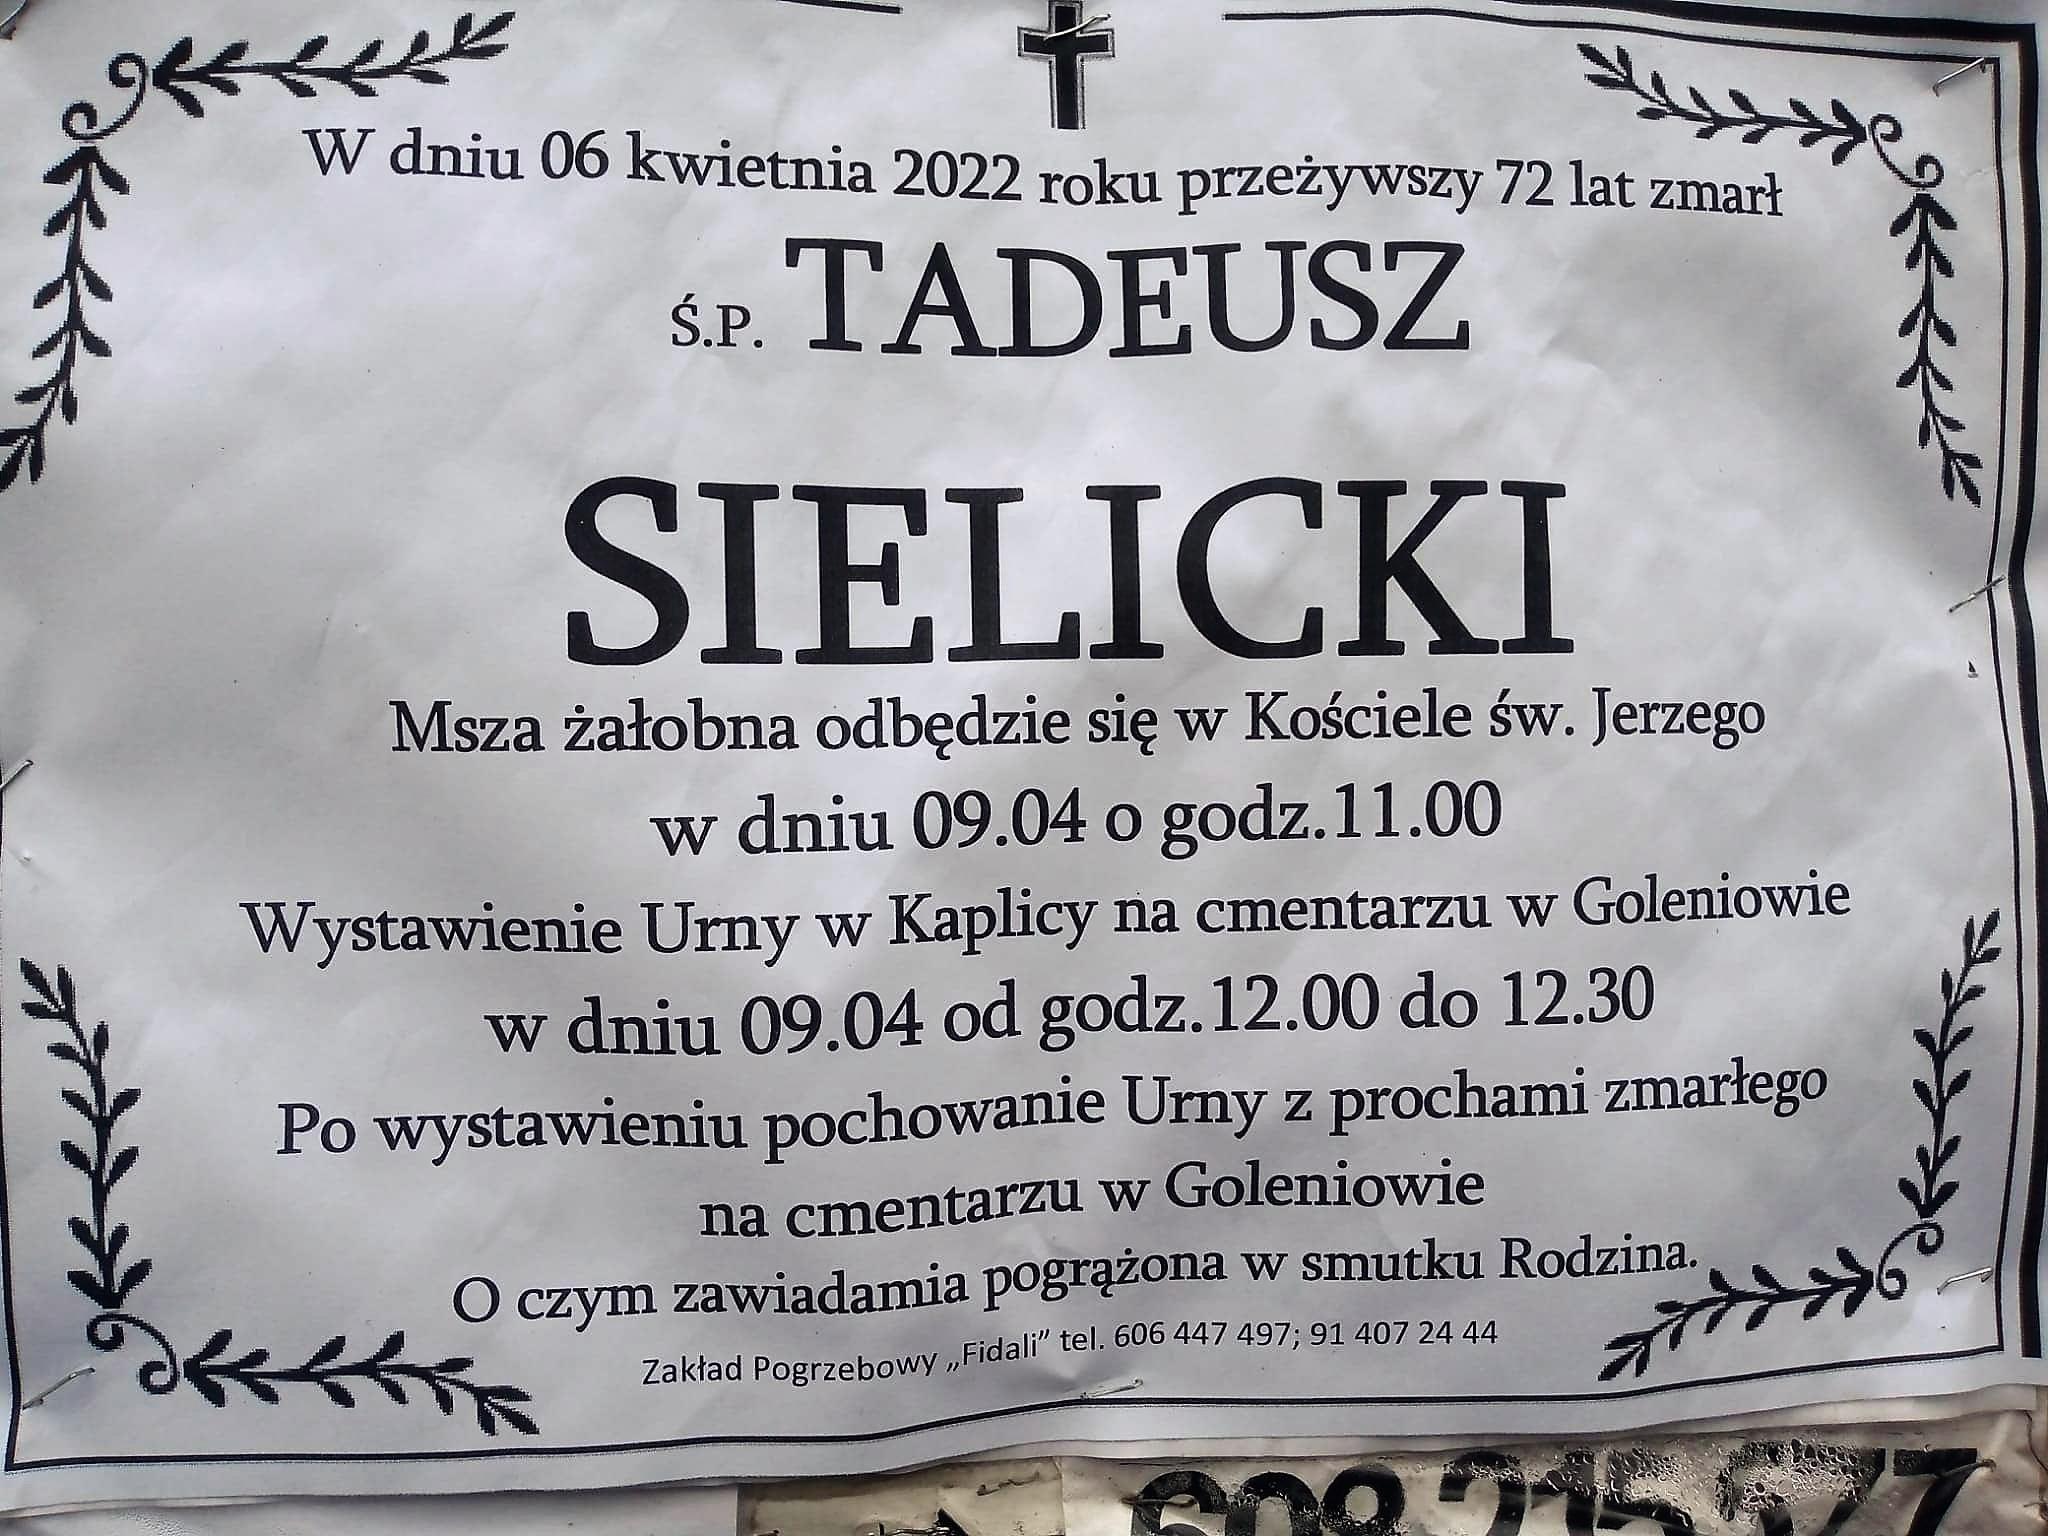 W dniu 06 kwietnia 2022 roku przeżywszy 72 lat zmarł
Ś.P. TADEUSZ
SIELICKI
Msza żałobna odbędzie się w Kościele św. Jerzego
w dniu 09.04 o godz.11.00
Wystawienie Urny w Kaplicy na cmentarzu w Goleniowie
w dniu 09.04 od godz.12.00 do 12.30
Po wystawieniu pochowanie Urny z prochami zmarłego
na cmentarzu w Goleniowie
O czym zawiadamia pogrążona w smutku Rodzina.
Zakład Pogrzebowy „Fidali” tel. 606 447 497; 91 407 24 44